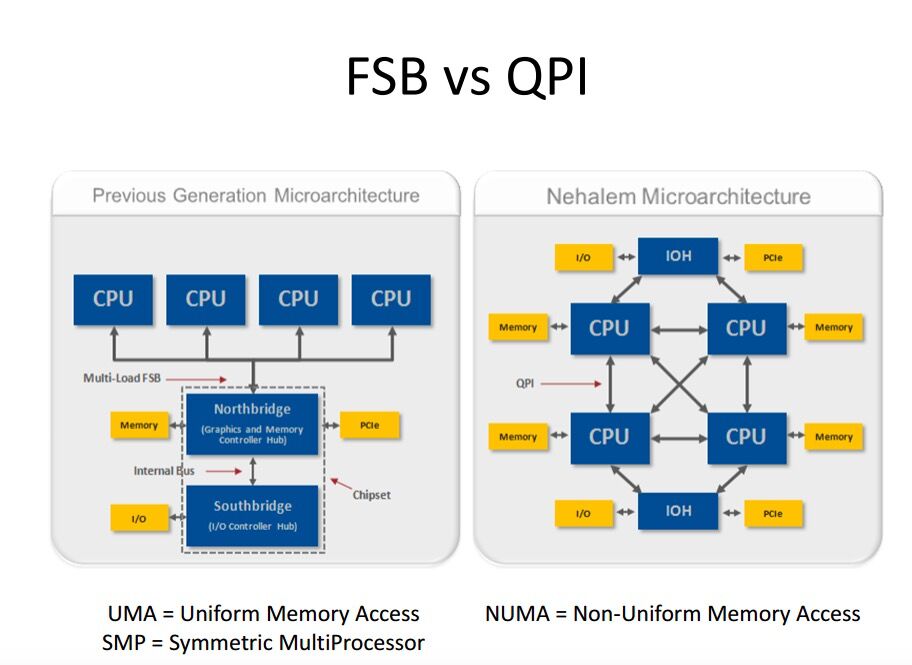 FSB vs QPI
Previous Generation Microarchitecture
CPU
CPU
CPU
CPU
Multi-Load FSB
Northbridge
(Graphics and Memory
Controller Hub)
Memory
PCIe
Internal Bus
Chipset
Southbridge
(I/O Controller Hub)
I/O
UMA = Uniform Memory Access
SMP = Symmetric MultiProcessor
Nehalem Microarchitecture
I/O
IOH
PCIe
Memory
CPU
CPU
Memory
QPI
Memory
CPU
CPU
Memory
I/O
IOH
PCIe
NUMA = Non-Uniform Memory Access